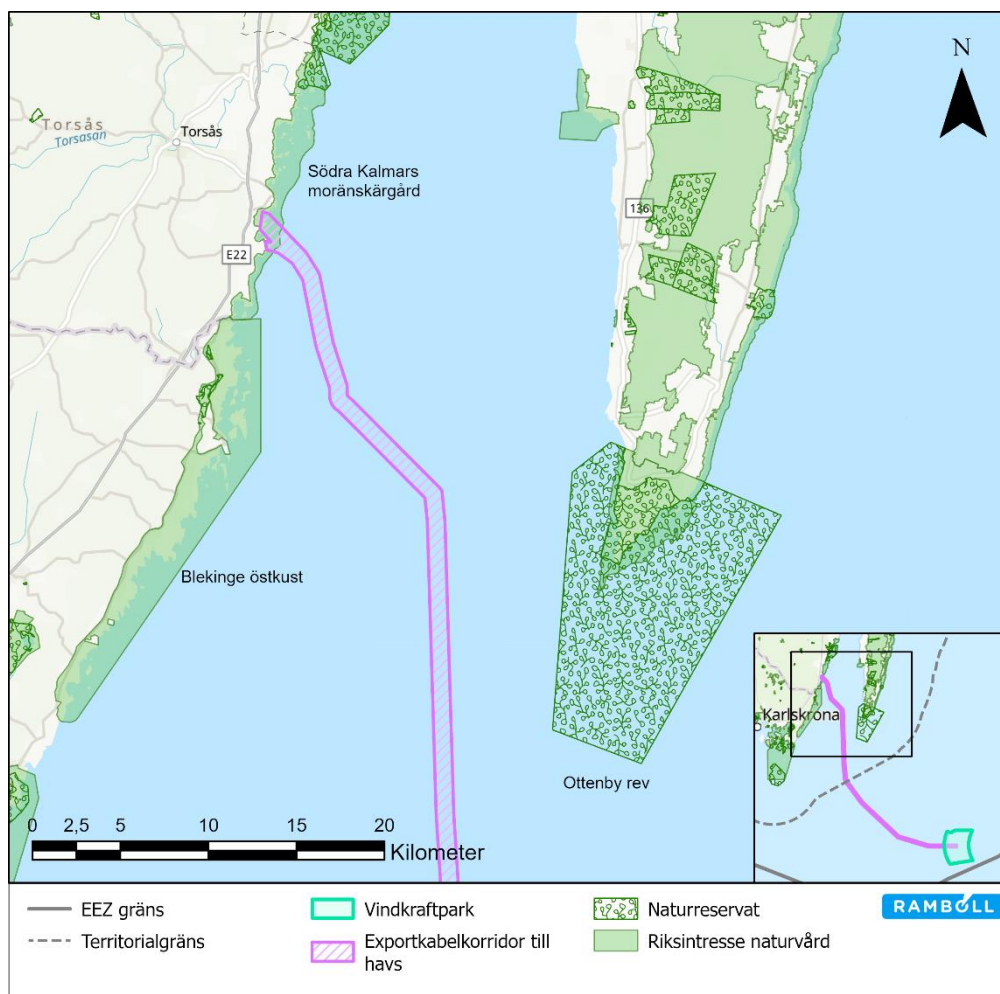 N
Torsås
Torsåsan
Torsås
Södra Kalmars
moränskärgård
136
E22
Blekinge östkust
Karlskrona
Ottenby rev
0 2,5 5 10 15 20
Kilometer
EEZ gräns
Territorialgräns
Vindkraftpark
Exportkabelkorridor till
havs
Naturreservat
Riksintresse naturvård
RAMBOLL